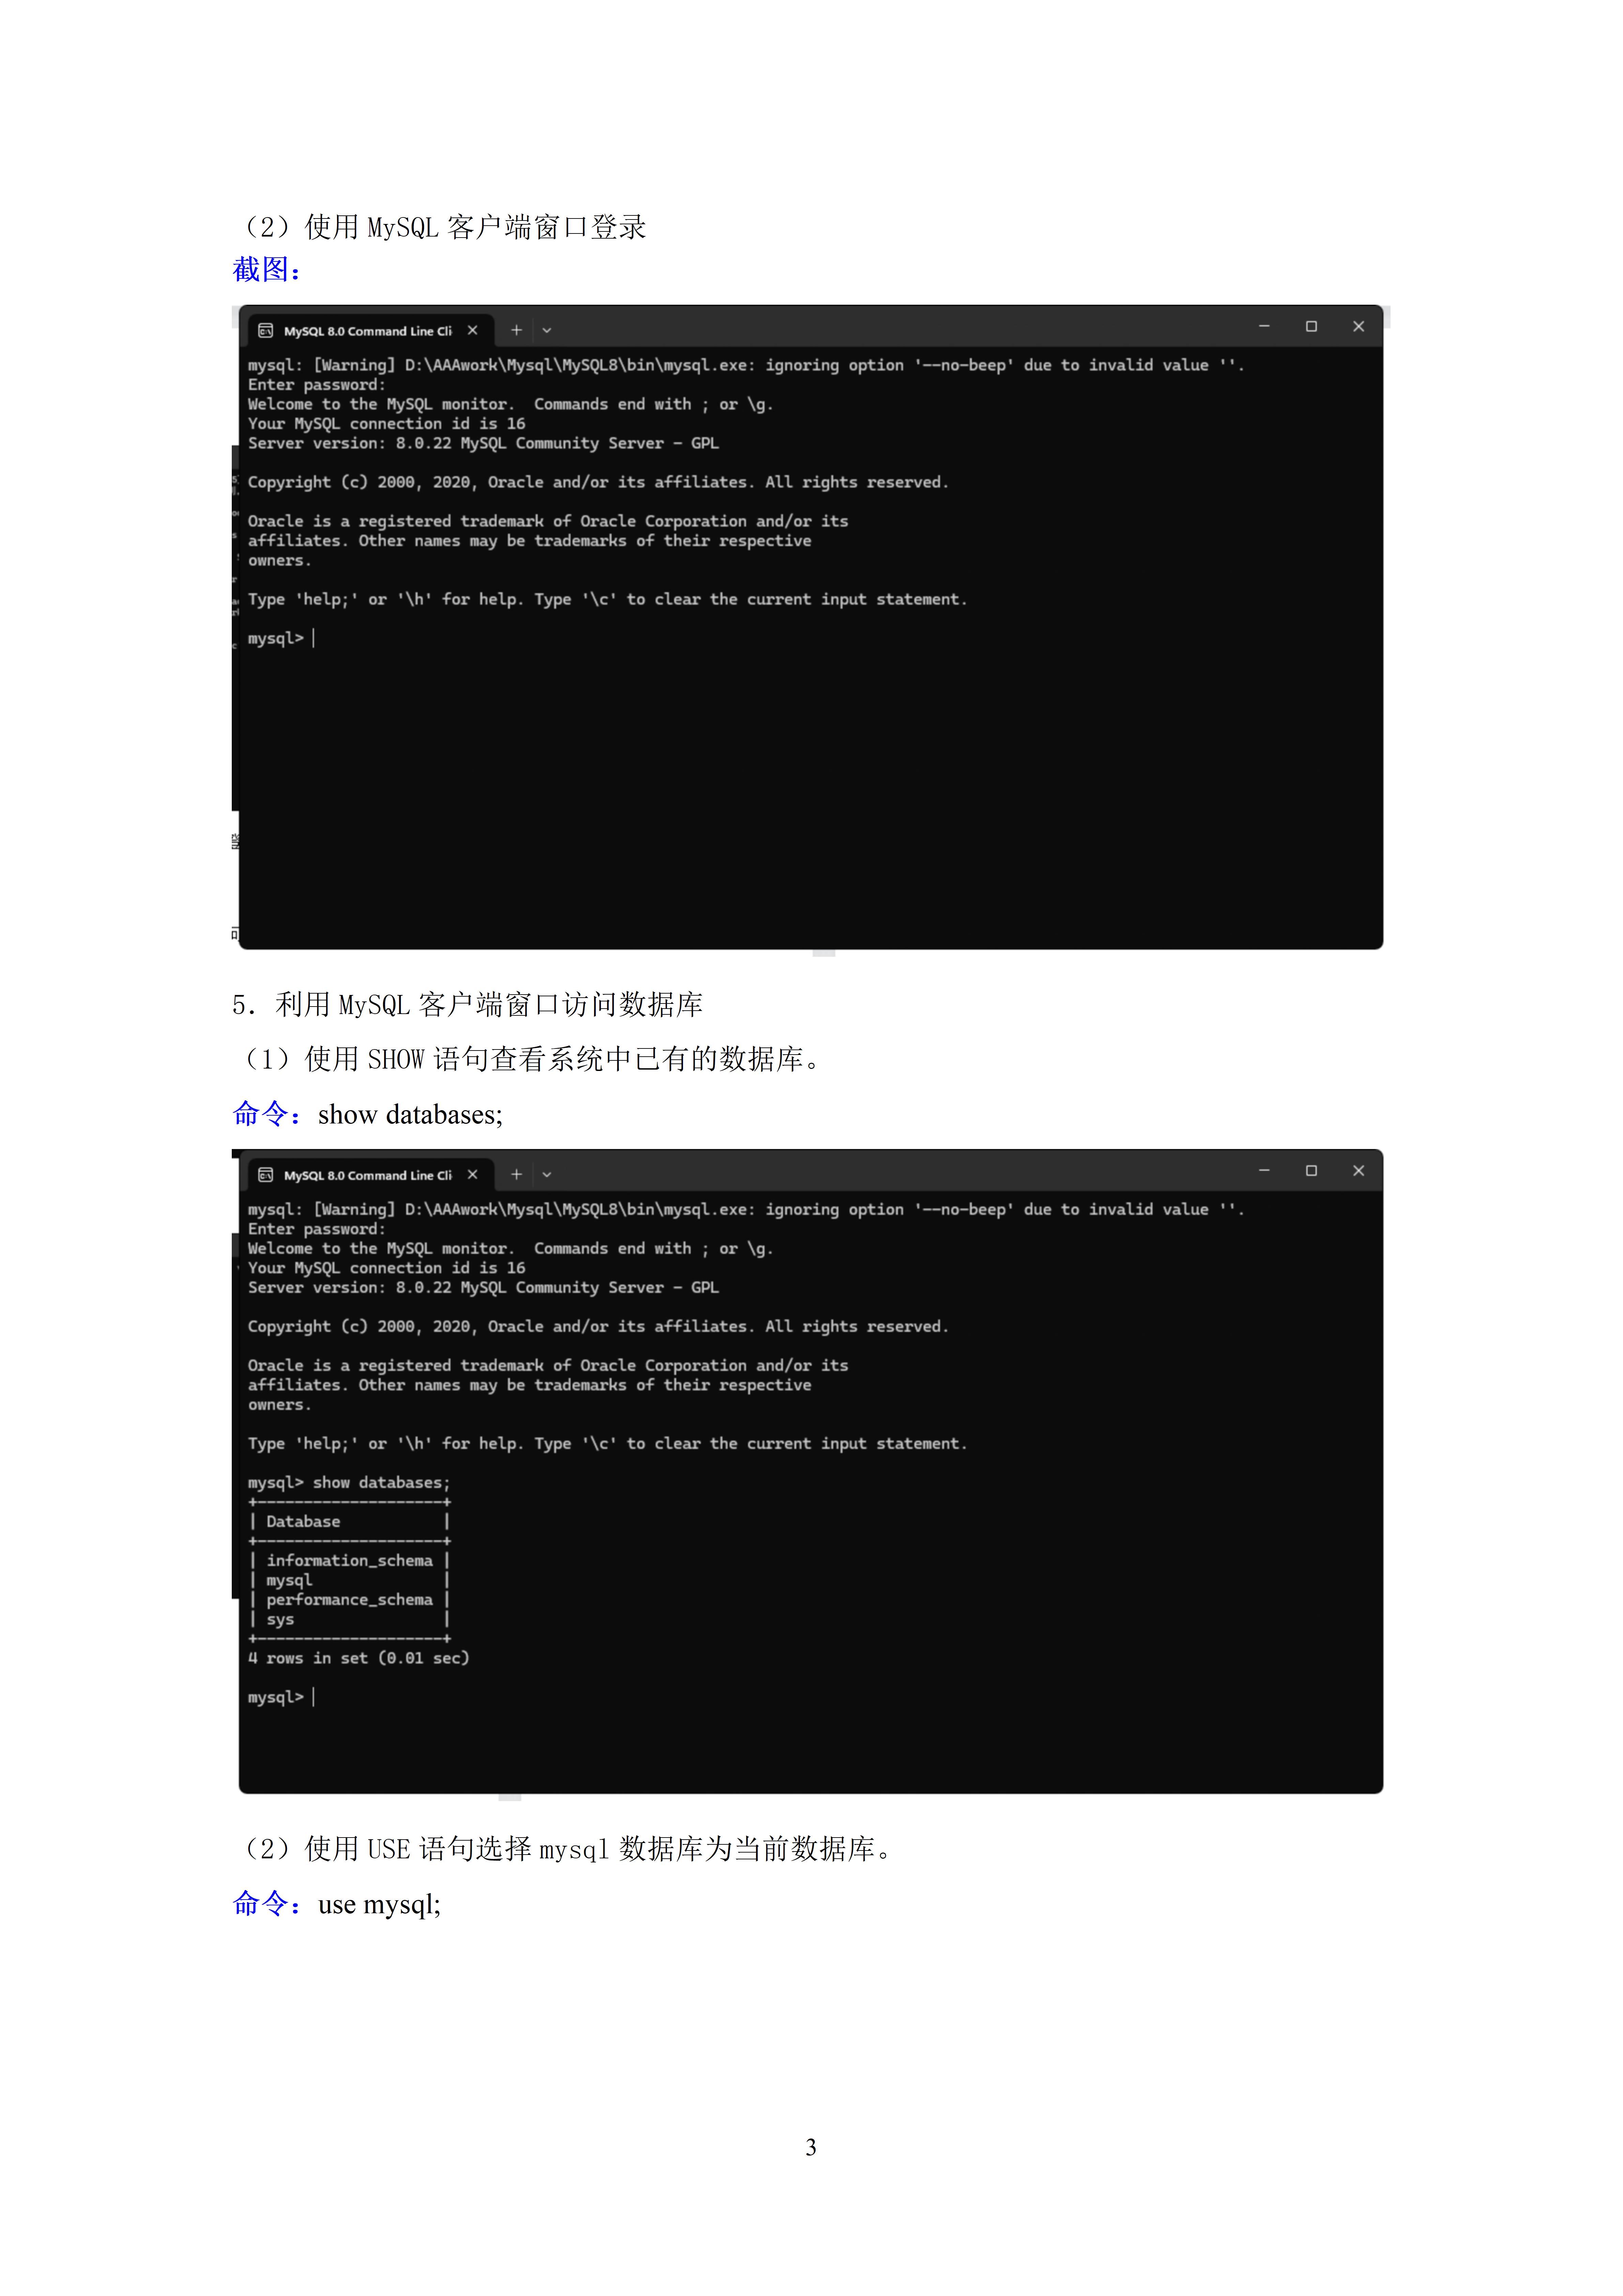 （2）使用 MySQL 客户端窗口登录
截图：
MySQL 8.0 Command Line Cli
mysql: [Warning] D:\AAAwork\Mysql\MySQL8\bin\mysql.exe: ignoring option '--no-beep' due to invalid value ''.
Enter password:
Welcome to the MySQL monitor.  Commands end with ; or \g.
Your MySQL connection id is 16
Server version: 8.0.22 MySQL Community Server - GPL
Copyright (c) 2000, 2020, Oracle and/or its affiliates. All rights reserved.
Oracle is a registered trademark of Oracle Corporation and/or its
affiliates. Other names may be trademarks of their respective
owners.
Type 'help;' or '\h' for help. Type '\c' to clear the current input statement.
mysql>
5. 利用 MySQL 客户端窗口访问数据库
（1）使用 SHOW 语句查看系统中已有的数据库。
命令：show databases;
MySQL 8.0 Command Line Cli
mysql: [Warning] D:\AAAwork\Mysql\MySQL8\bin\mysql.exe: ignoring option '--no-beep' due to invalid value ''.
Enter password:
Welcome to the MySQL monitor.  Commands end with ; or \g.
Your MySQL connection id is 16
Server version: 8.0.22 MySQL Community Server - GPL
Copyright (c) 2000, 2020, Oracle and/or its affiliates. All rights reserved.
Oracle is a registered trademark of Oracle Corporation and/or its
affiliates. Other names may be trademarks of their respective
owners.
Type 'help;' or '\h' for help. Type '\c' to clear the current input statement.
mysql> show databases;
+--------------------+
| Database           |
+--------------------+
| information_schema |
| mysql              |
| performance_schema |
| sys                |
+--------------------+
4 rows in set (0.01 sec)
mysql>
（2）使用 USE 语句选择 mysql 数据库为当前数据库。
命令：use mysql;
3